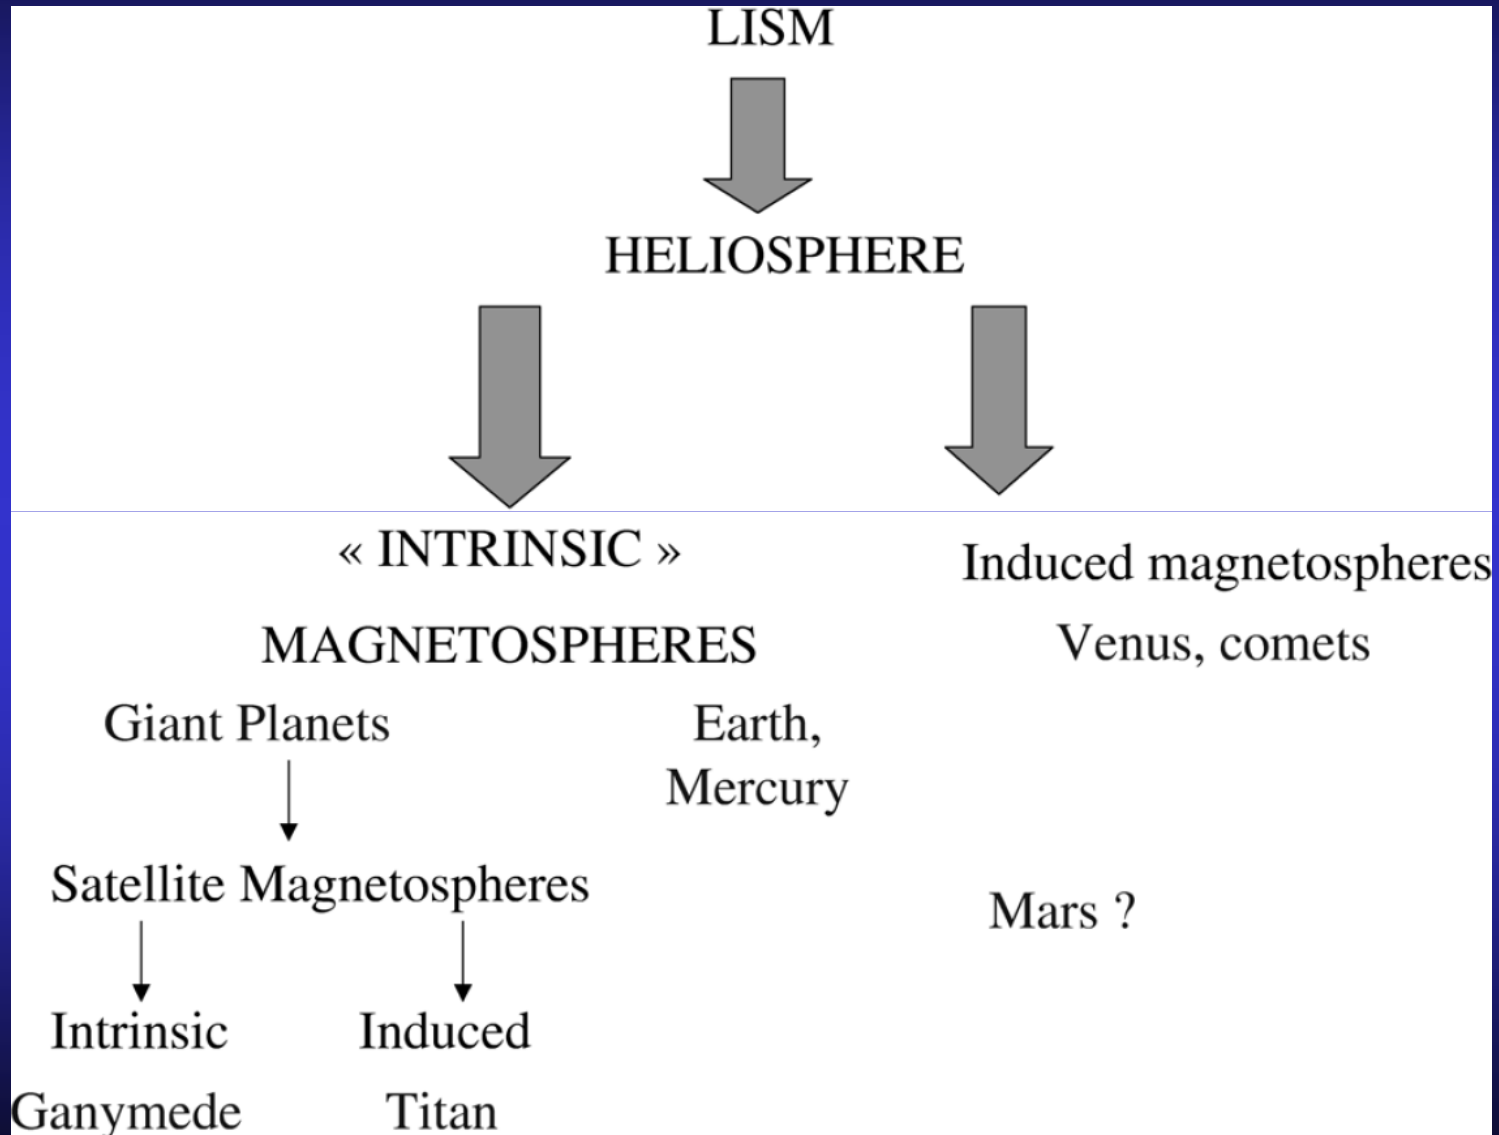 LISM
HELIOSPHERE
« INTRINSIC »
MAGNETOSPHERES
Induced magnetospheres
Venus, comets
Giant Planets
Earth,
Mercury
Satellite Magnetospheres
Mars ?
Intrinsic
Induced
Ganymede
Titan